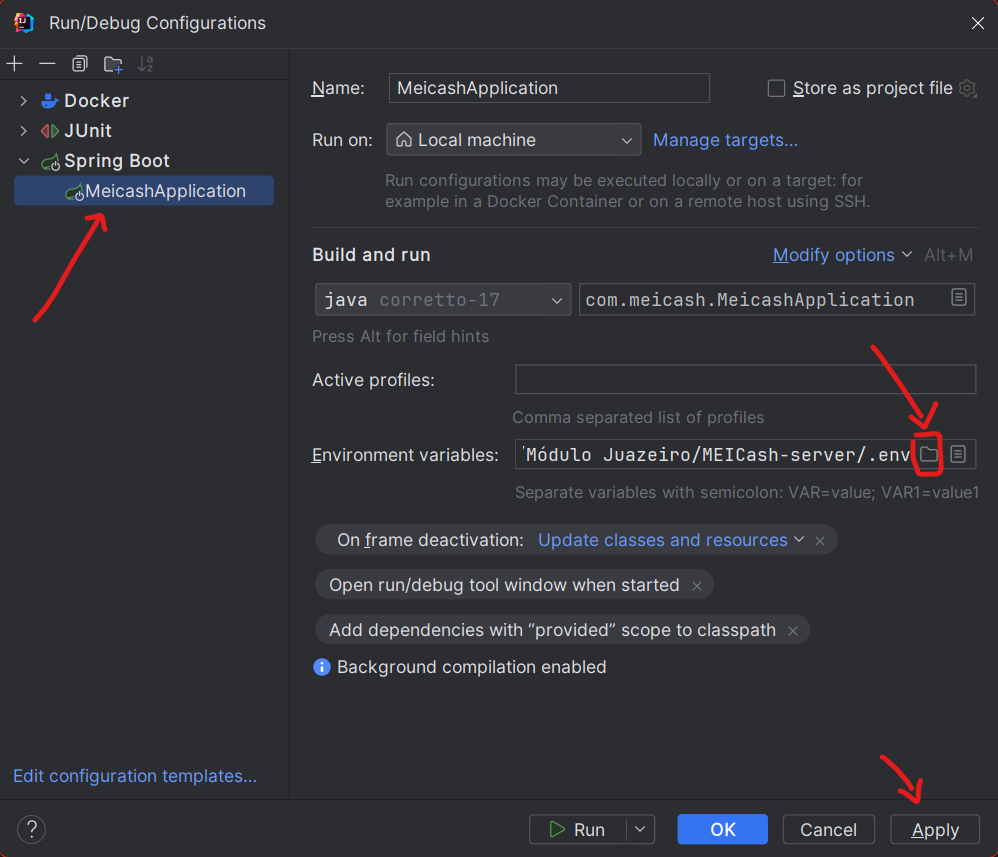 Run/Debug Configurations
Docker
JUnit
Spring Boot
MeicashApplication
Edit configuration templates...
Name: MeicashApplication Store as project file
Run on: Local machine Manage targets...
Run configurations may be executed locally or on a target: for
example in a Docker Container or on a remote host using SSH.
Build and run Modify options Alt+M
java corretto-17 com.meicash.MeicashApplication
Press Alt for field hints
Active profiles:
Comma separated list of profiles
Environment variables: 'Módulo Juazeiro/MEICash-server/.env
Separate variables with semicolon: VAR=value; VAR1=value1
On frame deactivation: Update classes and resources
Open run/debug tool window when started
Add dependencies with “provided” scope to classpath
Background compilation enabled
? Run OK Cancel Apply